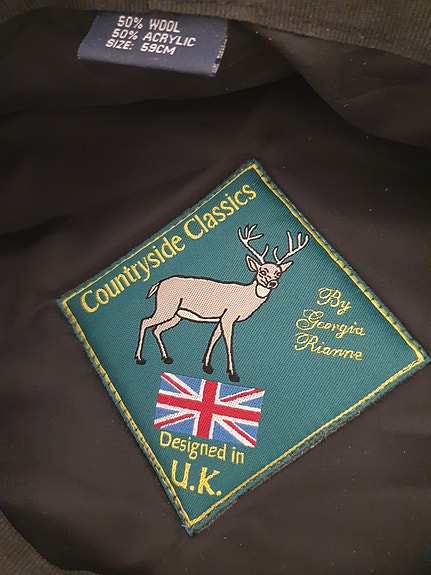 50% WOOL
50% ACRYLIC
SIZE: 59CM
Countryside Classics
By
Georgia
Rianne
Designed in
U.K.